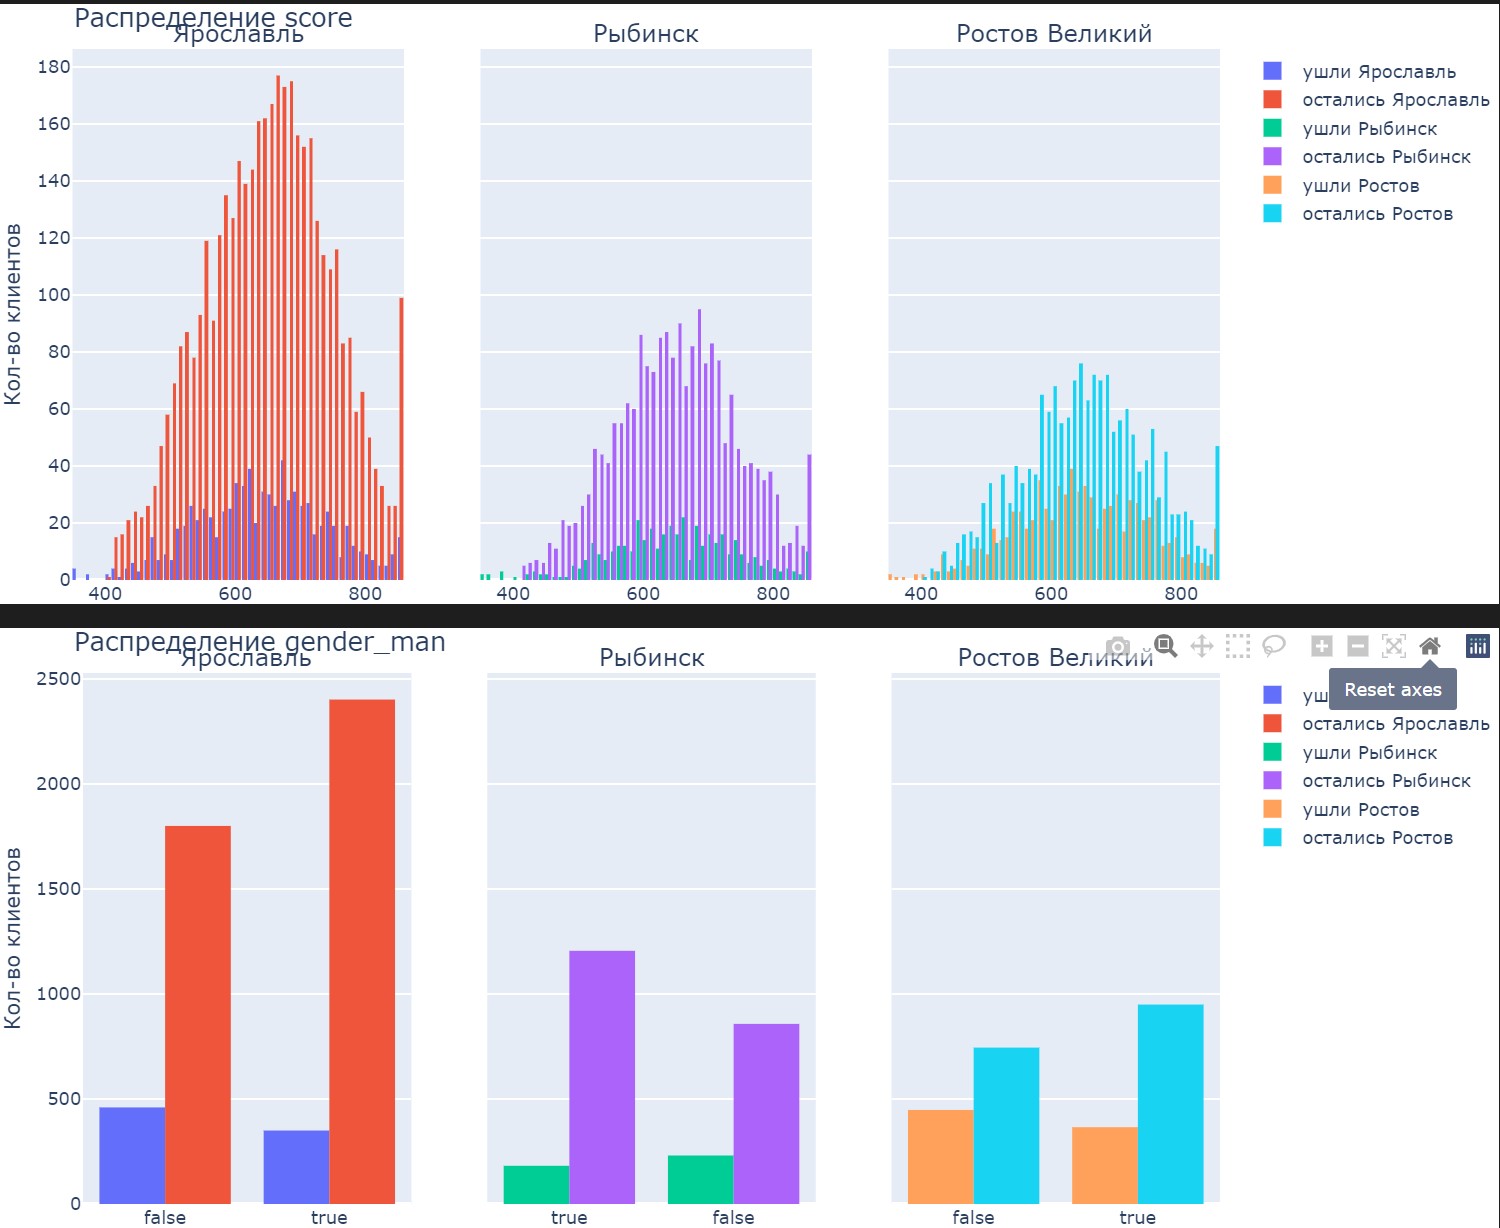 Распределение score
Ярославль
Рыбинск
Ростов Великий
Кол-во клиентов
180
160
140
120
100
80
60
40
20
0
400
600
800
400
600
800
400
600
800
ушли Ярославль
остались Ярославль
ушли Рыбинск
остались Рыбинск
ушли Ростов
остались Ростов
Распределение gender_man
Ярославль
Рыбинск
Ростов Великий
Reset axes
Кол-во клиентов
2500
2000
1500
1000
500
0
false
true
true
false
false
true
уш
остались Ярославль
ушли Рыбинск
остались Рыбинск
ушли Ростов
остались Ростов